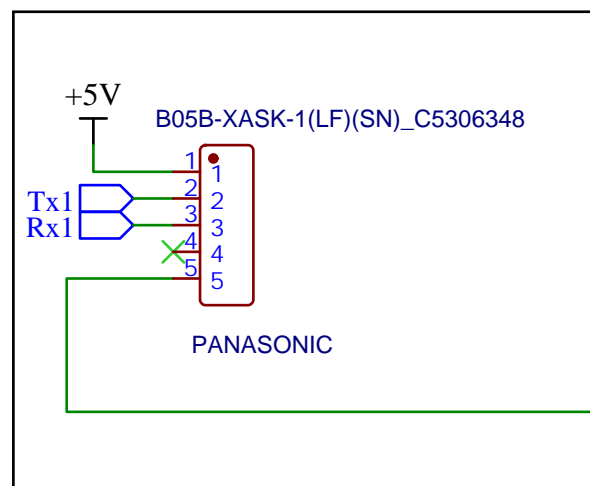 +5V
B05B-XASK-1(LF)(SN)_C5306348
1 1
Tx1 2 2
Rx1 3 3
4 4
5 5
PANASONIC